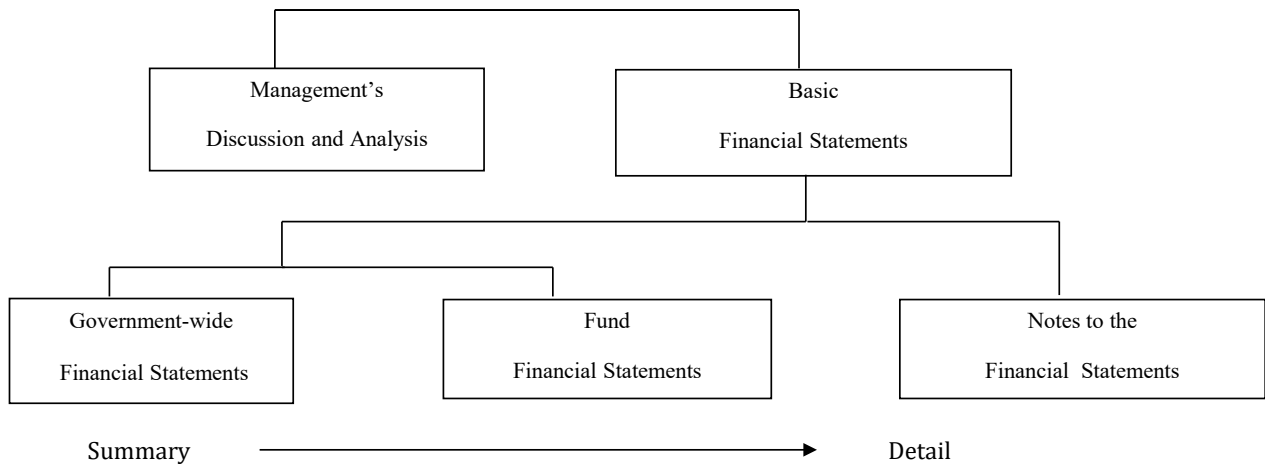 Management’s
Discussion and Analysis
Basic
Financial Statements
Government-wide
Financial Statements
Fund
Financial Statements
Notes to the
Financial Statements
Summary
Detail